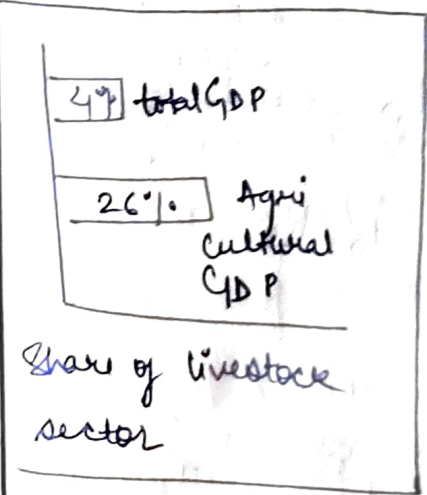 4% total GDP
26% Agri
cultural
GDP
Share of livestock
sector